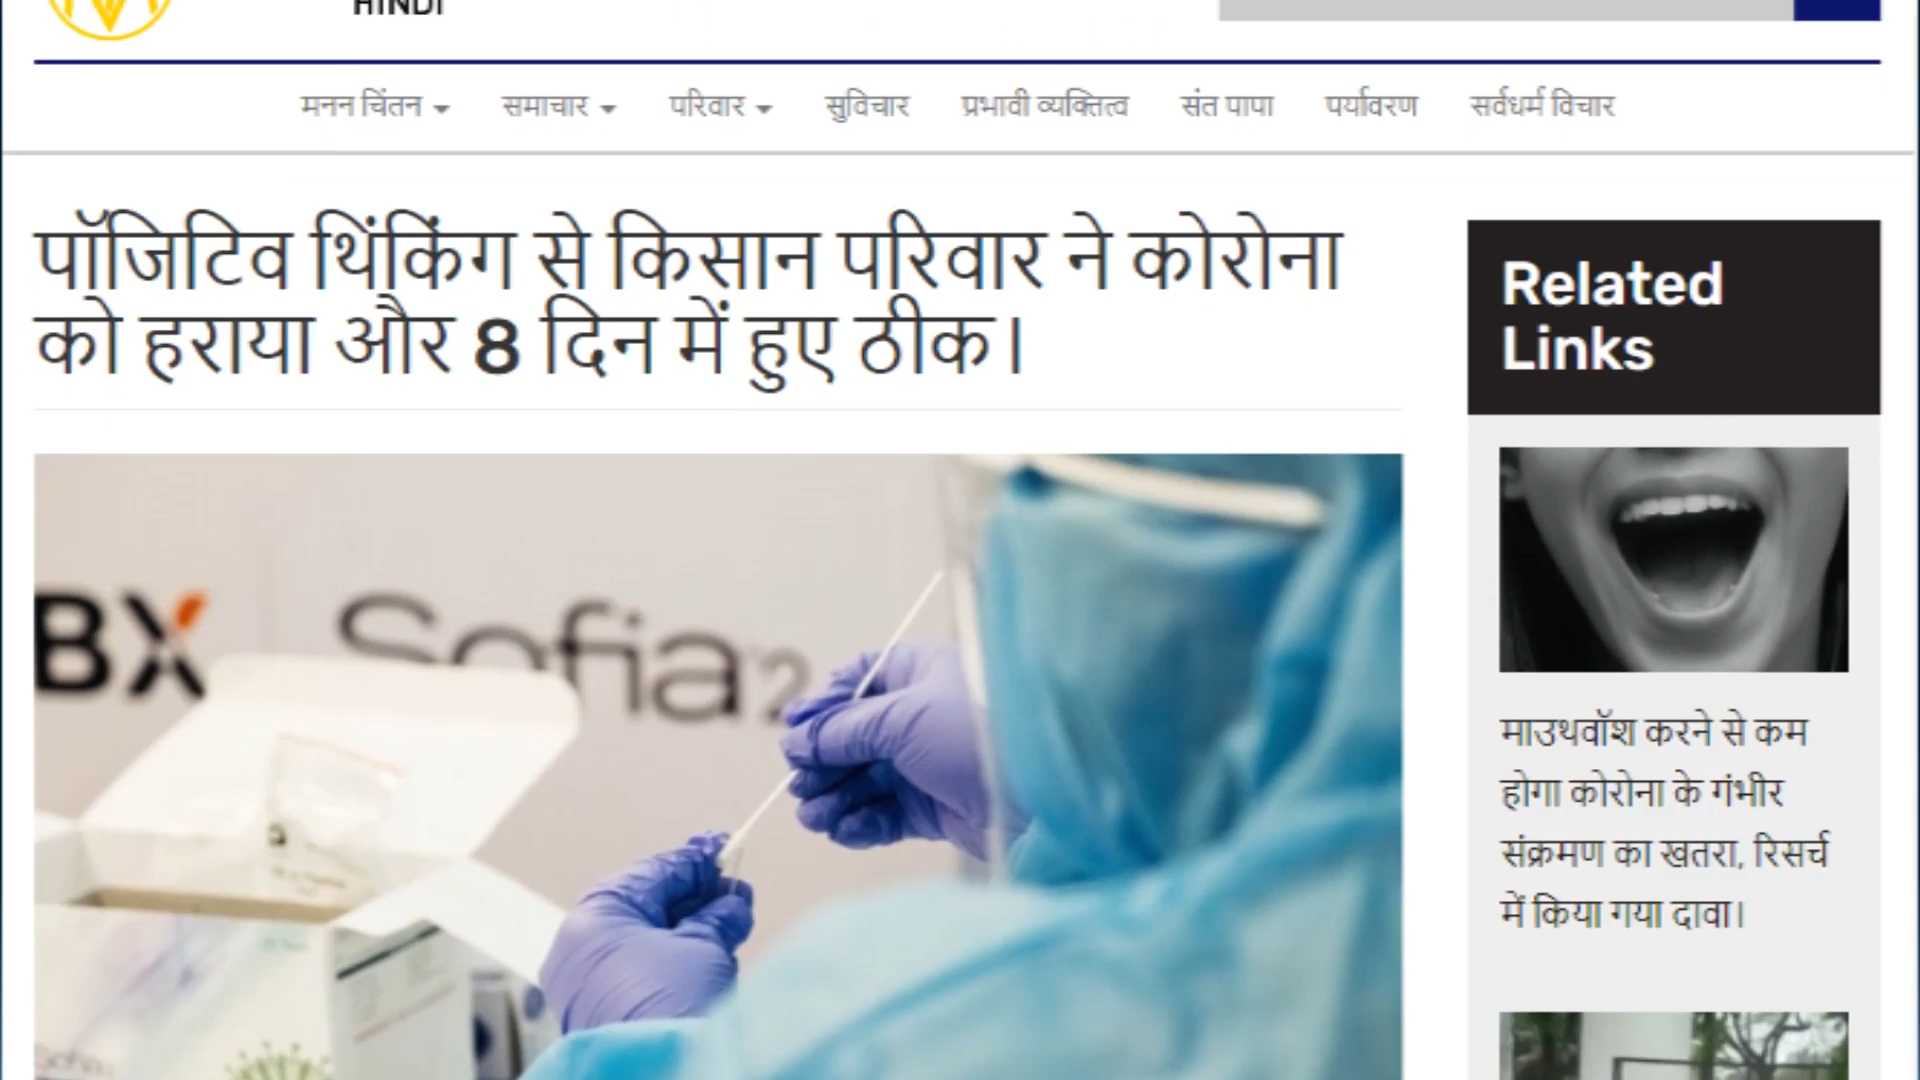 HINDI
मनन चिंतन
समाचार
परिवार
सुविचार
प्रभावी व्यक्तित्व
संत पापा
पर्यावरण
सर्वधर्म विचार
पॉजिटिव थिंकिंग से किसान परिवार ने कोरोना
को हराया और 8 दिन में हुए ठीक।
Related
Links
BX
Sofia2
माउथवॉश करने से कम
होगा कोरोना के गंभीर
संक्रमण का खतरा, रिसर्च
में किया गया दावा।